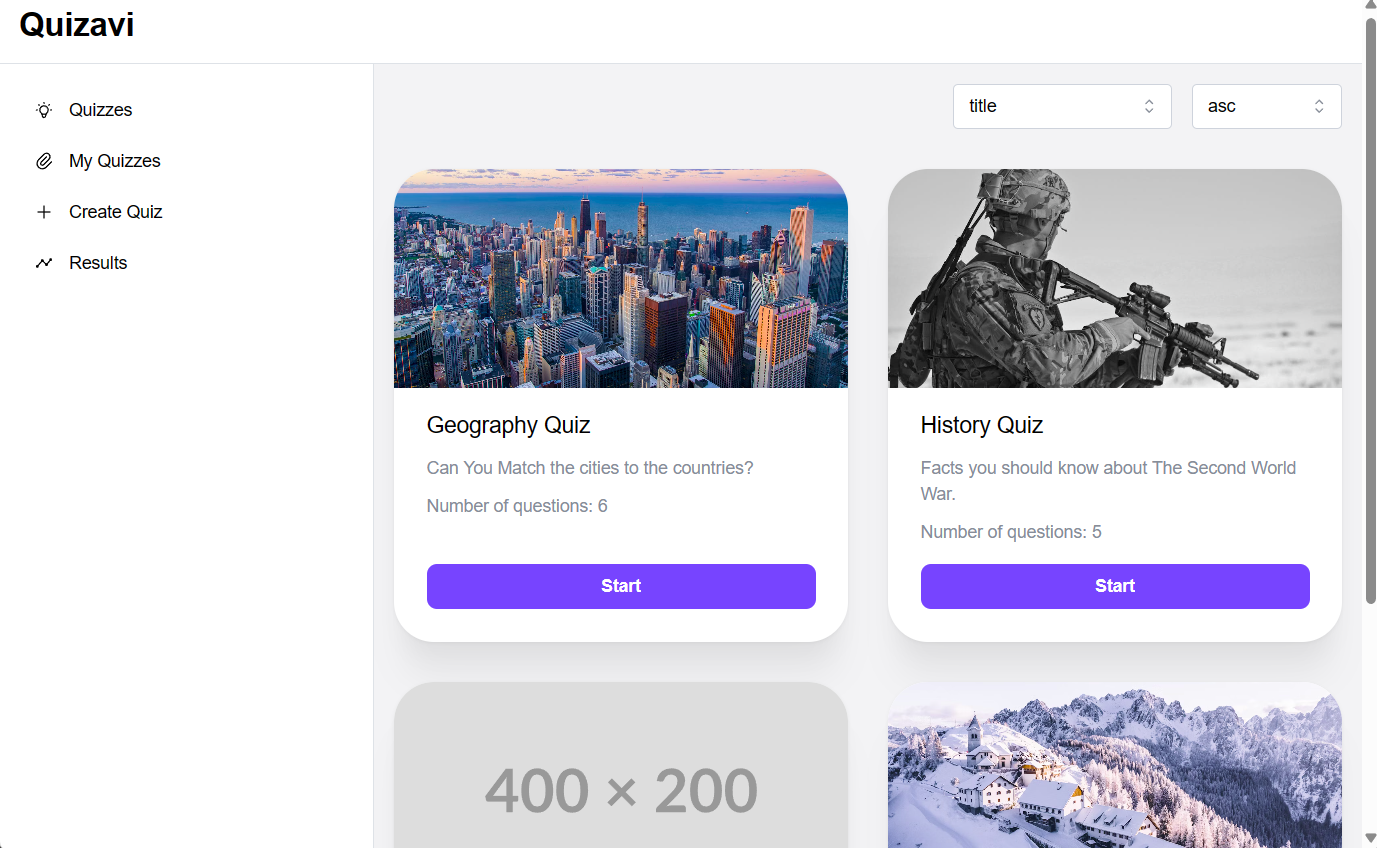 Quizavi
Quizzes
My Quizzes
Create Quiz
Results
title
asc
Geography Quiz
Can You Match the cities to the countries?
Number of questions: 6
Start
History Quiz
Facts you should know about The Second World
War.
Number of questions: 5
Start
400 × 200